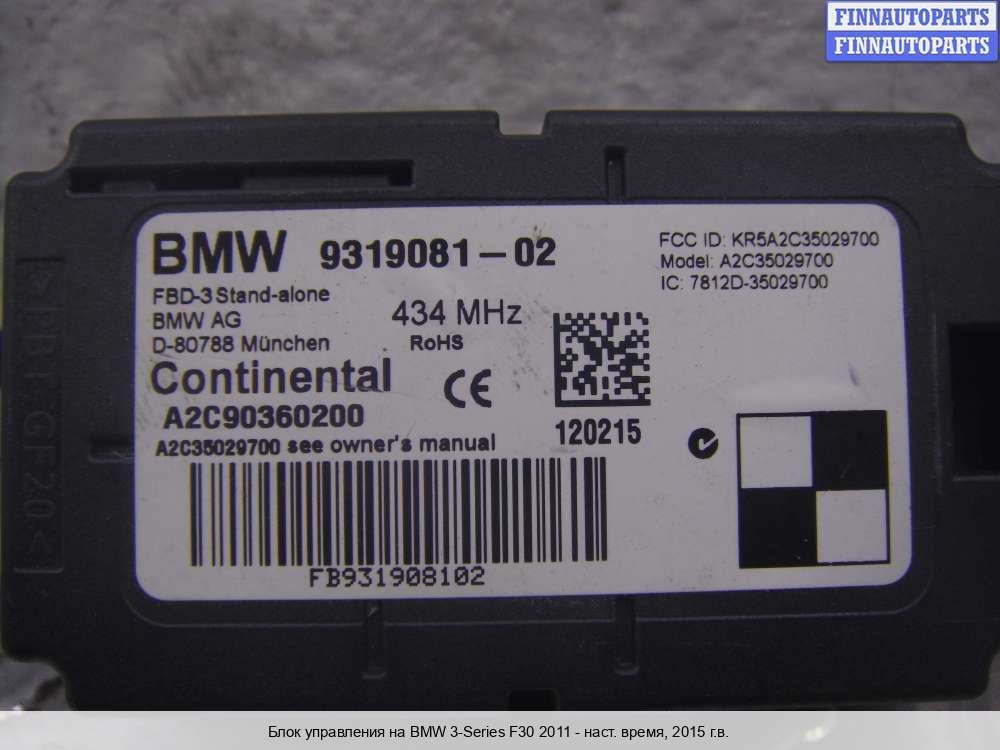 FINNAUTOPARTS
FINNAUTOPARTS
BMW 9319081-02
FCC ID: KR5A2C35029700
Model: A2C35029700
IC: 7812D-35029700
FBD-3 Stand-alone
BMW AG
434 MHz
D-80788 München
RoHS
Continental
CE
A2C90360200
120215
A2C35029700 see owner's manual
FB931908102
Блок управления на BMW 3-Series F30 2011 - наст. время, 2015 г.в.